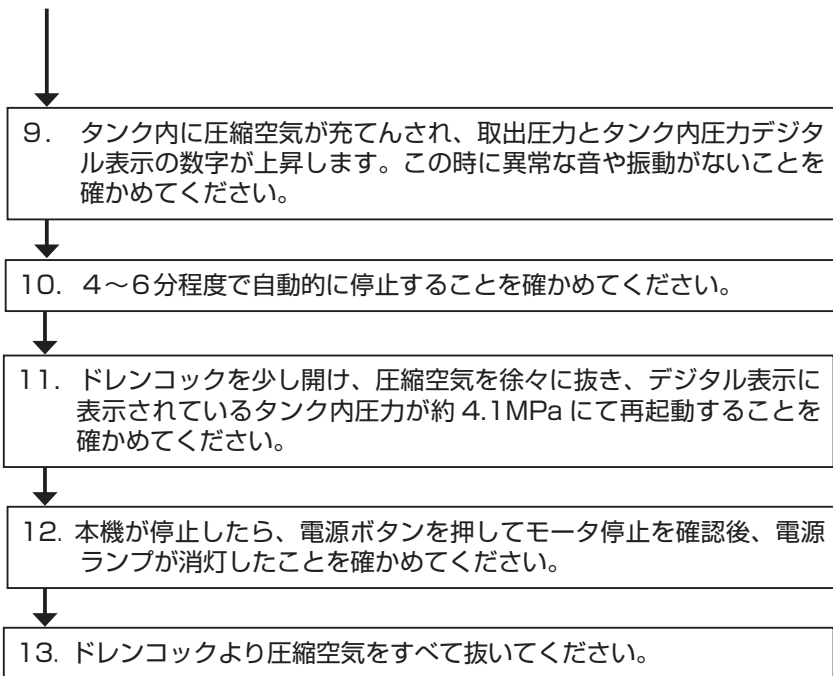 ９．　タンク内に圧縮空気が充てんされ、取出圧力とタンク内圧力デジタ
ル表示の数字が上昇します。この時に異常な音や振動がないことを
確かめてください。
１０．４～６分程度で自動的に停止することを確かめてください。
１１．ドレンコックを少し開け、圧縮空気を徐々に抜き、デジタル表示に
表示されているタンク内圧力が約 4.1MPa にて再起動することを
確かめてください。
１２．本機が停止したら、電源ボタンを押してモータ停止を確認後、電源
ランプが消灯したことを確かめてください。
１３．ドレンコックより圧縮空気をすべて抜いてください。